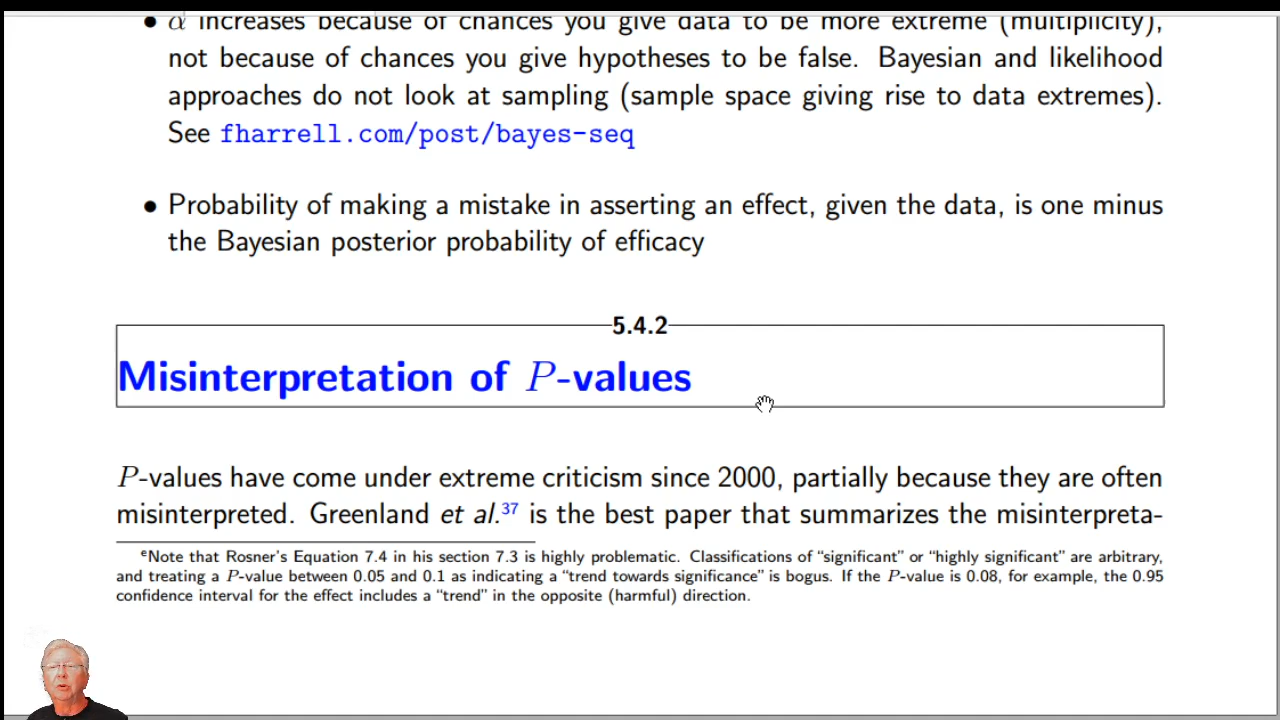 • α increases because of chances you give data to be more extreme (multiplicity),
not because of chances you give hypotheses to be false. Bayesian and likelihood
approaches do not look at sampling (sample space giving rise to data extremes).
See fharrell.com/post/bayes-seq
• Probability of making a mistake in asserting an effect, given the data, is one minus
the Bayesian posterior probability of efficacy
5.4.2
Misinterpretation of P-values
P-values have come under extreme criticism since 2000, partially because they are often
misinterpreted. Greenland et al.37 is the best paper that summarizes the misinterpreta-
eNote that Rosner's Equation 7.4 in his section 7.3 is highly problematic. Classifications of “significant” or “highly significant” are arbitrary,
and treating a P-value between 0.05 and 0.1 as indicating a “trend towards significance” is bogus. If the P-value is 0.08, for example, the 0.95
confidence interval for the effect includes a “trend” in the opposite (harmful) direction.